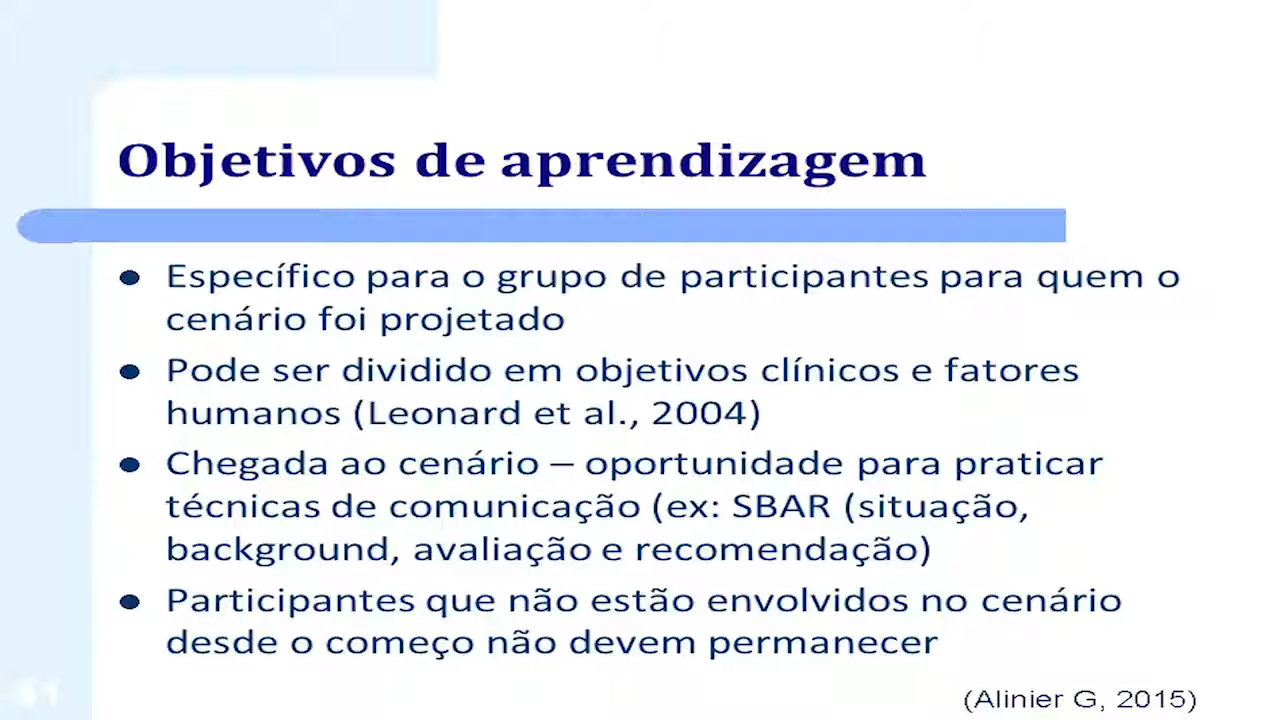 Objetivos de aprendizagem
● Específico para o grupo de participantes para quem o
cenário foi projetado
● Pode ser dividido em objetivos clínicos e fatores
humanos (Leonard et al., 2004)
● Chegada ao cenário – oportunidade para praticar
técnicas de comunicação (ex: SBAR (situação,
background, avaliação e recomendação)
● Participantes que não estão envolvidos no cenário
desde o começo não devem permanecer
(Alinier G, 2015)